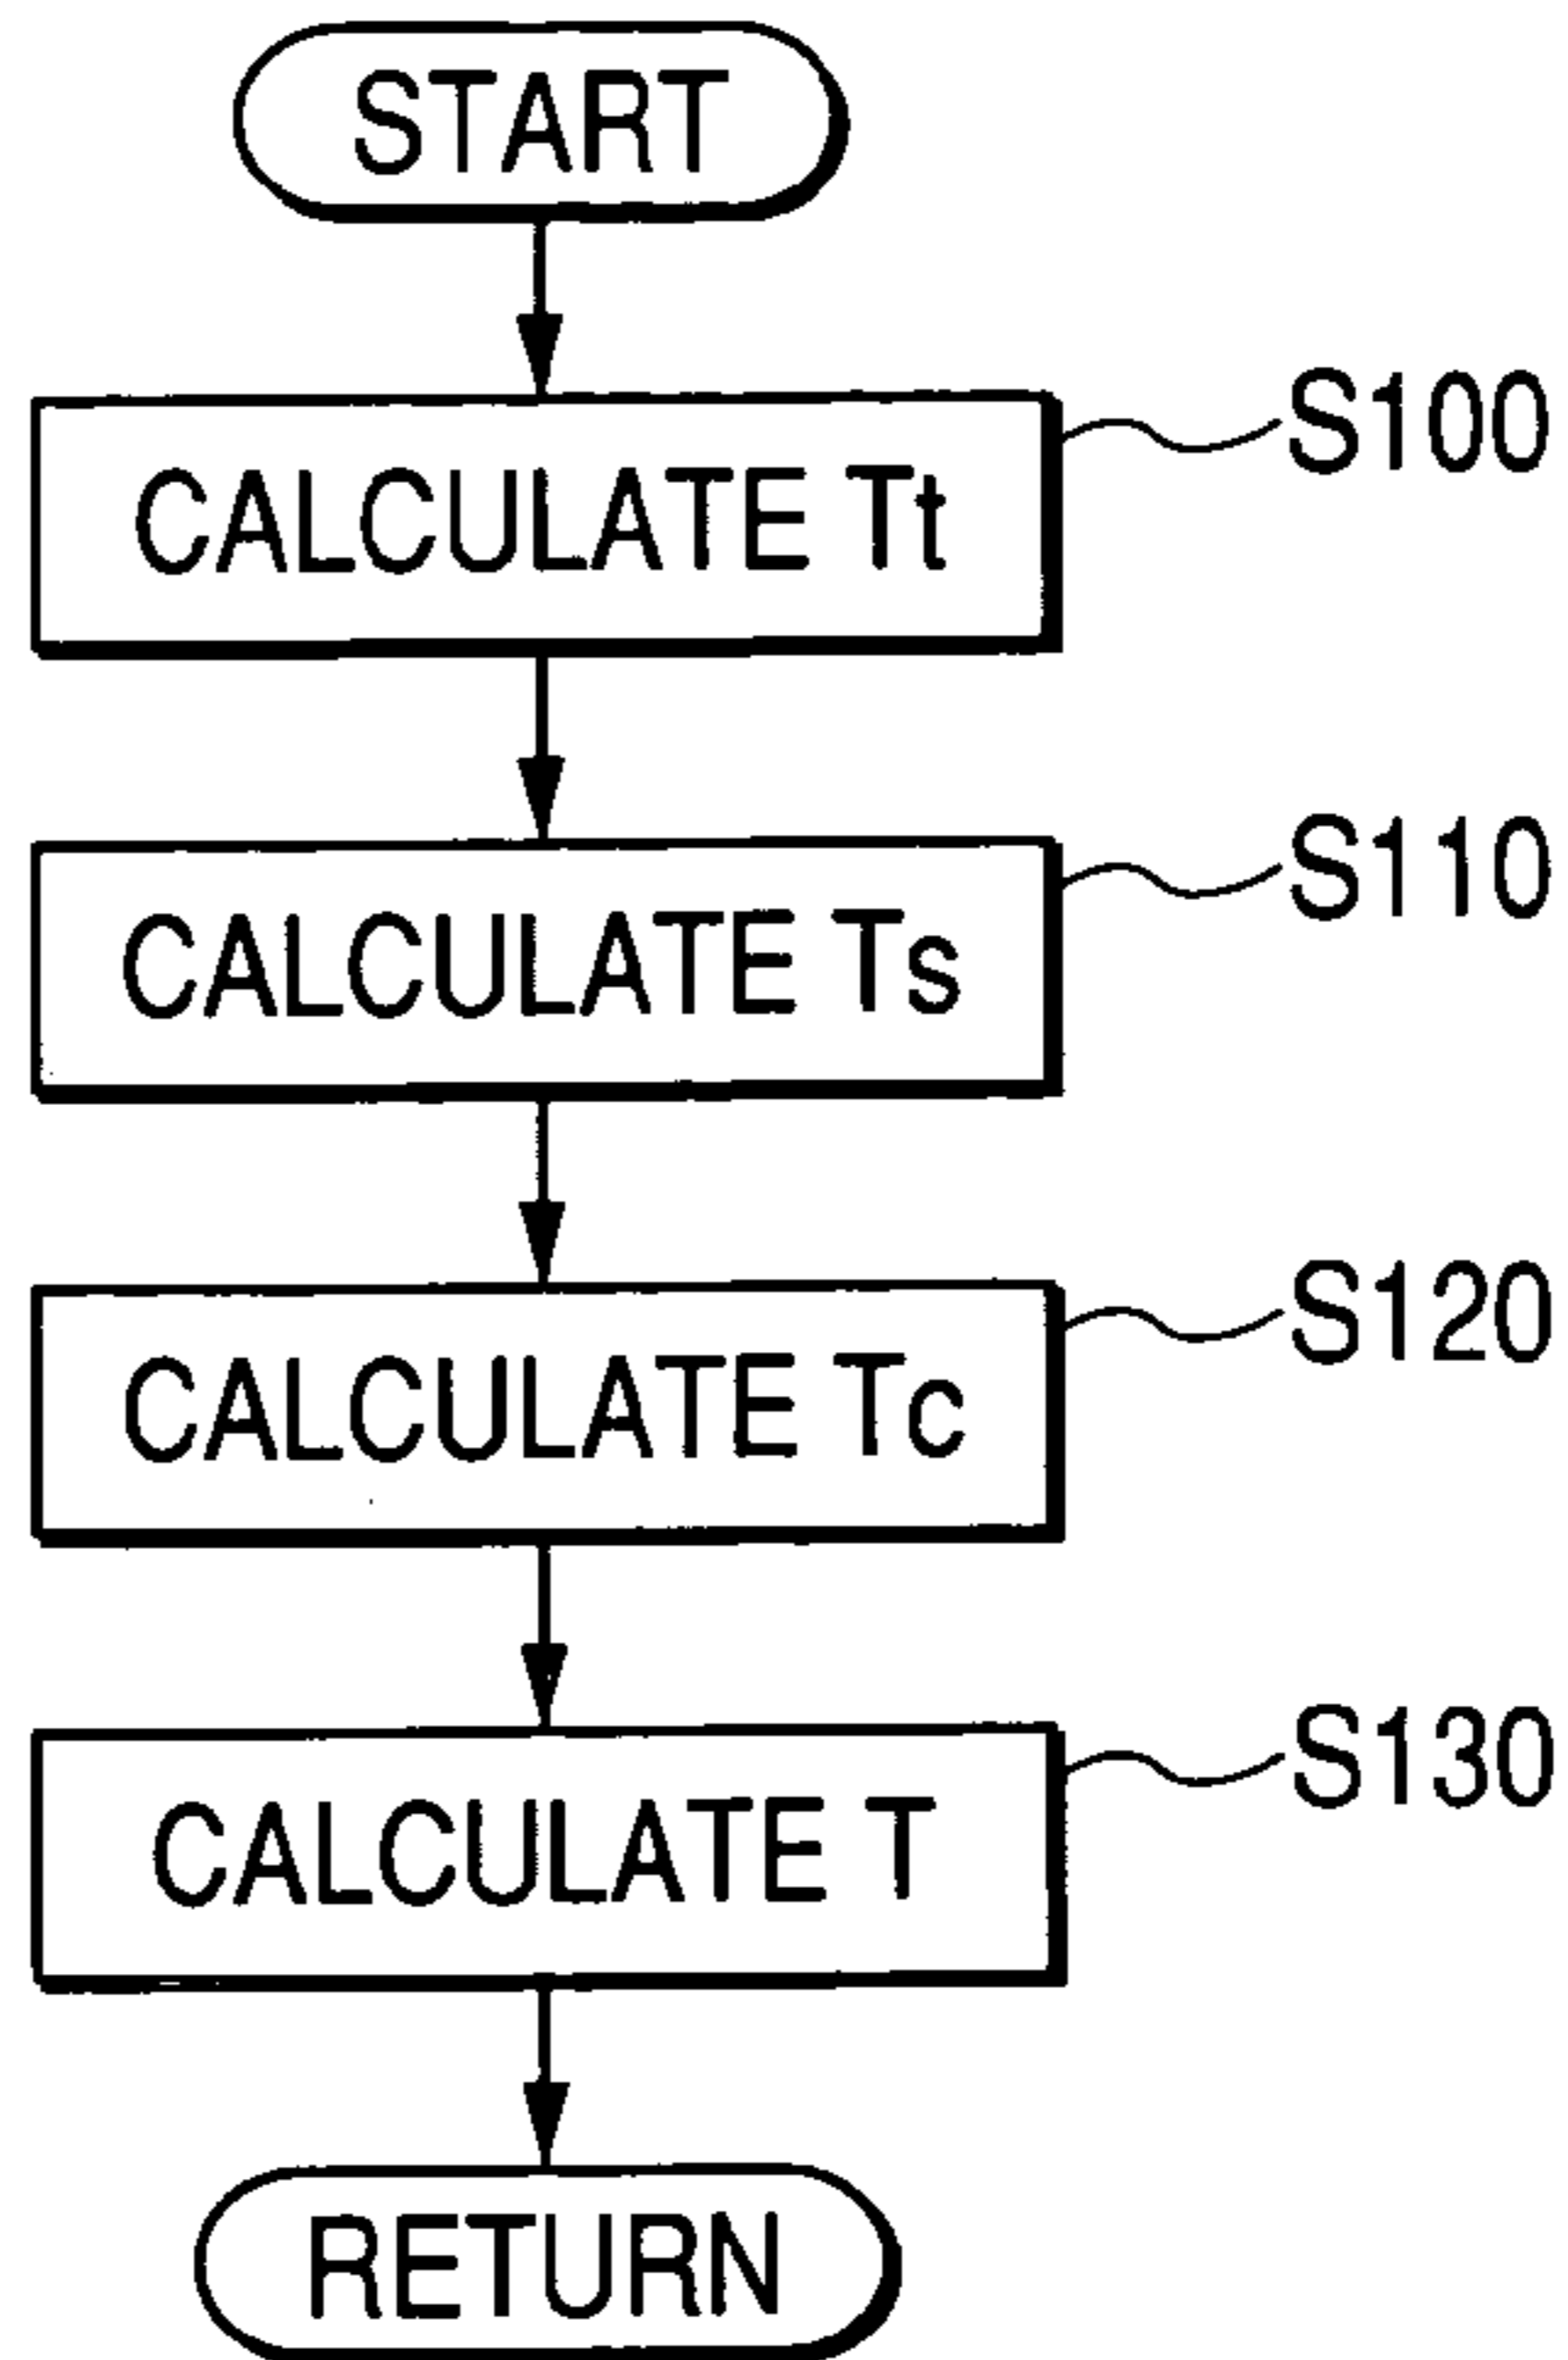 START
S100
CALCULATE Tt
S110
CALCULATE Ts
S120
CALCULATE Tc
S130
CALCULATE T
RETURN